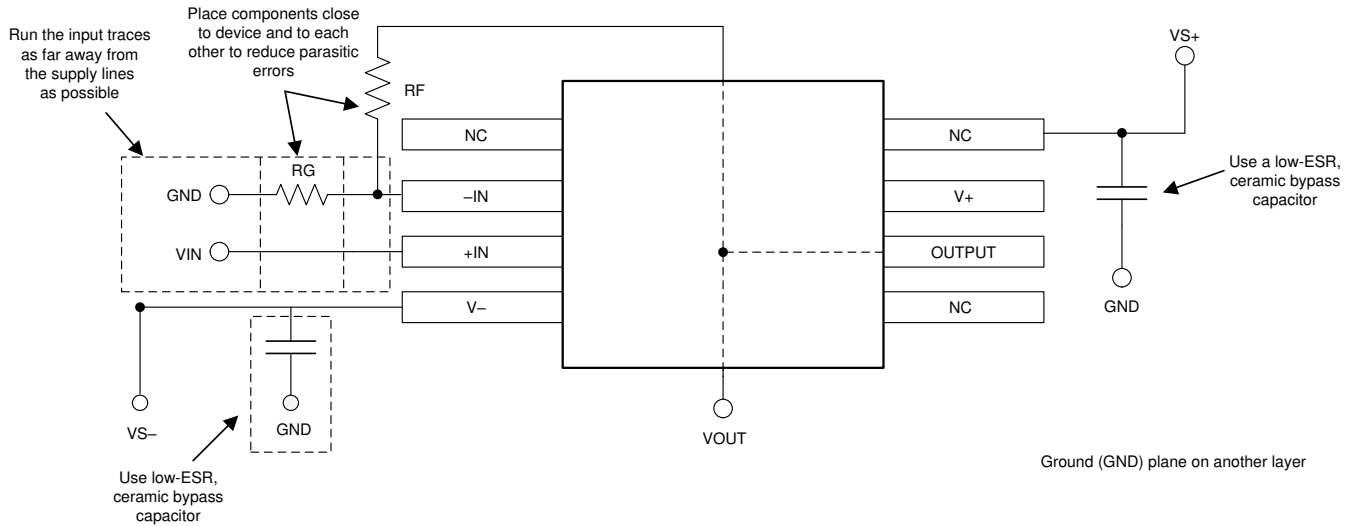 Place components close
to device and to each
other to reduce parasitic
errors
Run the input traces
as far away from
the supply lines
as possible
VS+
RF
NC
NC
RG
Use a low-ESR,
ceramic bypass
capacitor
GND
–IN
V+
VIN
+IN
OUTPUT
GND
V–
NC
VS–
GND
VOUT
Use low-ESR,
ceramic bypass
capacitor
Ground (GND) plane on another layer